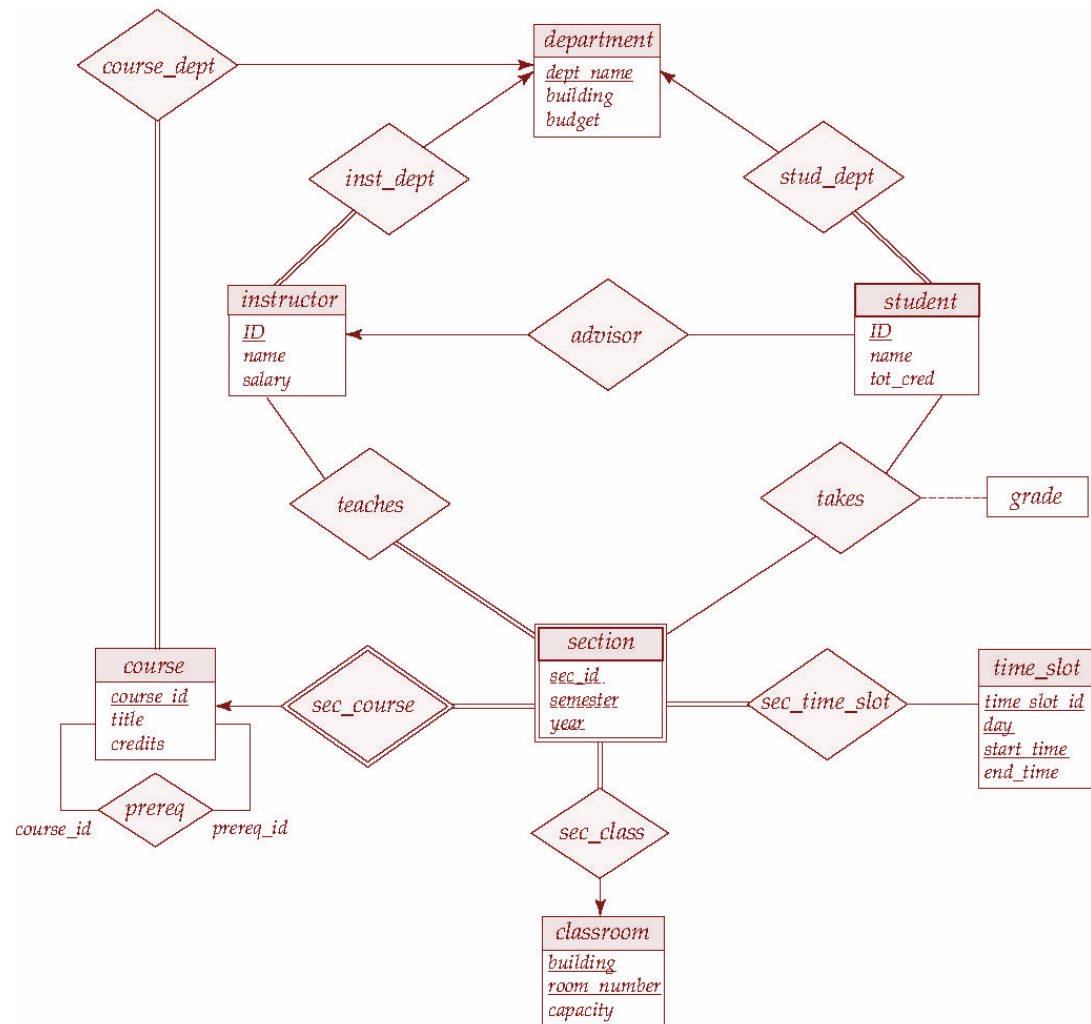 department
course_dept
dept_name
building
budget
inst_dept
stud_dept
instructor
ID
name
salary
advisor
student
ID
name
tot_cred
teaches
takes
grade
course
course_id
title
credits
prereq
course_id
prereq_id
sec_course
section
sec_id
semester
year
sec_time_slot
time_slot
time_slot_id
day
start_time
end_time
sec_class
classroom
building
room_number
capacity